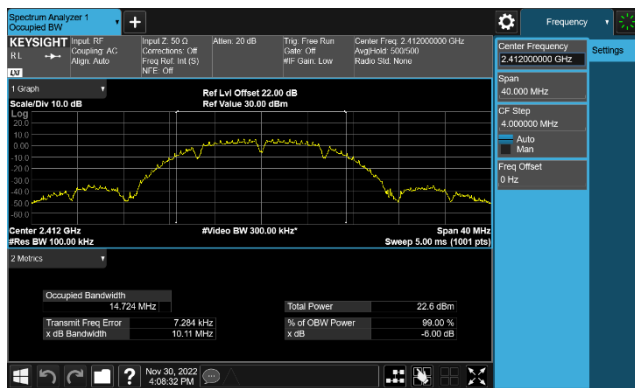 Spectrum Analyzer 1
Occupied BW
+
Frequency
KEYSIGHT Input: RF Input Z: 50 Ω Atten: 20 dB Trig: Free Run Center Freq: 2.412000000 GHz
RL Coupling: AC Corrections: Off Gate: Off Avg|Hold: 500/500
Align: Auto Freq Ref: Int (S) #IF Gain: Low Radio Std: None
LXI NFE: Off
Center Frequency
2.412000000 GHz
Settings
Span
40.000 MHz
CF Step
4.000000 MHz
Auto
Man
Freq Offset
0 Hz
1 Graph
Ref Lvl Offset 22.00 dB
Scale/Div 10.0 dB Ref Value 30.00 dBm
Log
20.0
10.0
0.00
-10.0
-20.0
-30.0
-40.0
-50.0
-60.0
Center 2.412 GHz #Video BW 300.00 kHz* Span 40 MHz
#Res BW 100.00 kHz Sweep 5.00 ms (1001 pts)
2 Metrics
Occupied Bandwidth
14.724 MHz Total Power 22.6 dBm
Transmit Freq Error 7.284 kHz % of OBW Power 99.00 %
x dB Bandwidth 10.11 MHz x dB -6.00 dB
? Nov 30, 2022
4:08:32 PM